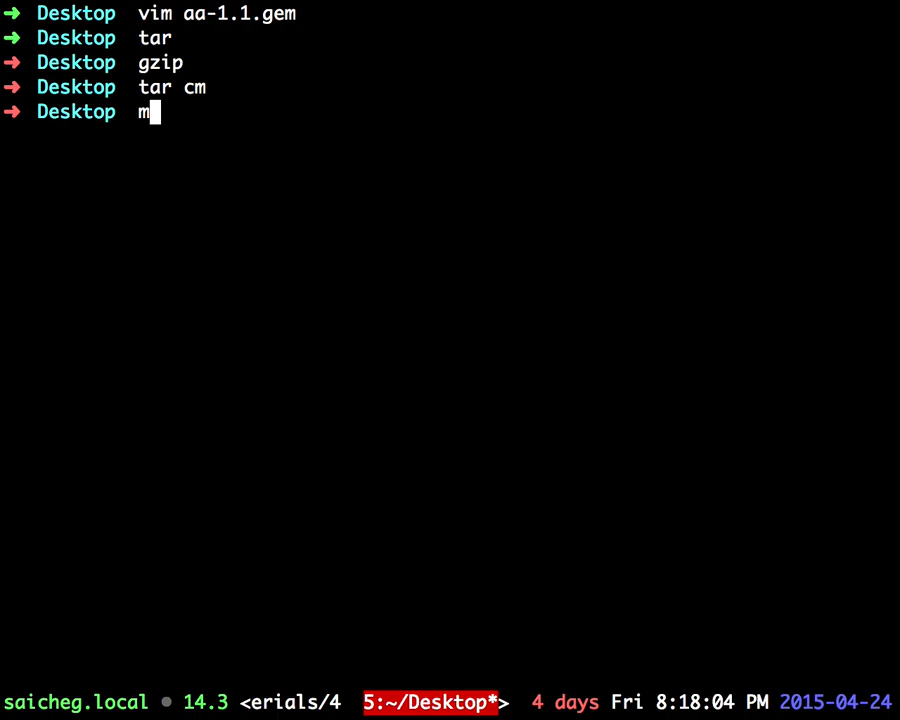 ➜ Desktop vim aa-1.1.gem
➜ Desktop tar
➜ Desktop gzip
➜ Desktop tar cm
➜ Desktop m
saicheg.local ● 14.3 <erials/4 5:~/Desktop*> 4 days Fri 8:18:04 PM 2015-04-24